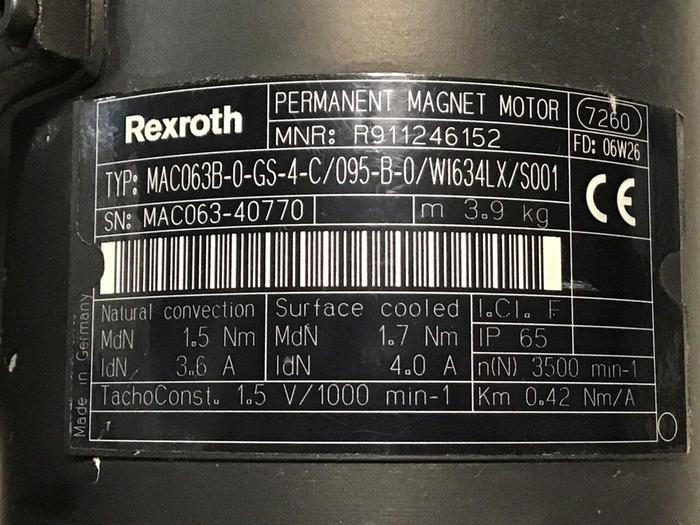 Rexroth
PERMANENT MAGNET MOTOR
7260
MNR: R911246152
FD: 06W26
TYP: MAC063B-0-GS-4-C/095-B-0/WI634LX/S001
SN: MAC063-40770
m 3.9 kg
CE
Natural convection
MdN 1.5 Nm
IdN 3.6 A
Surface cooled
MdN 1.7 Nm
IdN 4.0 A
I.Cl. F
IP 65
n(N) 3500 min-1
TachoConst. 1.5 V/1000 min-1
Km 0.42 Nm/A
Made in Germany